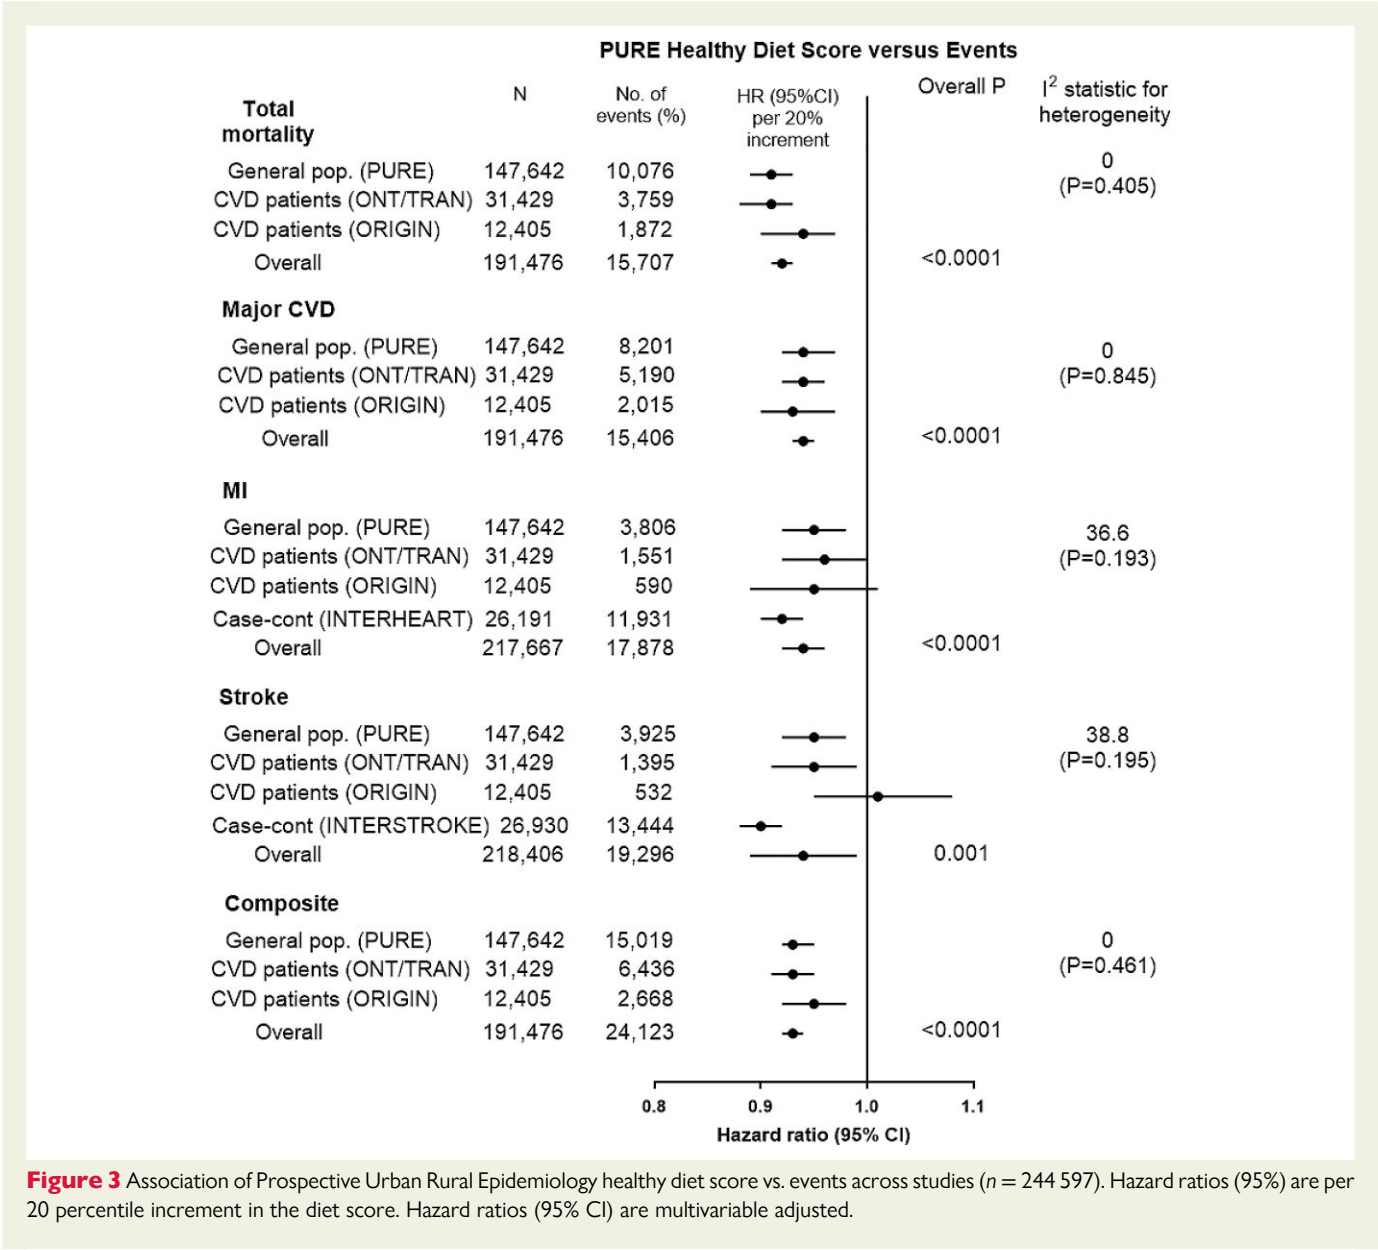 PURE Healthy Diet Score versus Events
Total mortality N No. of events (%) HR (95%CI) per 20% increment Overall P I² statistic for heterogeneity
General pop. (PURE) 147,642 10,076 0 (P=0.405)
CVD patients (ONT/TRAN) 31,429 3,759
CVD patients (ORIGIN) 12,405 1,872
Overall 191,476 15,707 <0.0001
Major CVD
General pop. (PURE) 147,642 8,201 0 (P=0.845)
CVD patients (ONT/TRAN) 31,429 5,190
CVD patients (ORIGIN) 12,405 2,015
Overall 191,476 15,406 <0.0001
MI
General pop. (PURE) 147,642 3,806 36.6 (P=0.193)
CVD patients (ONT/TRAN) 31,429 1,551
CVD patients (ORIGIN) 12,405 590
Case-cont (INTERHEART) 26,191 11,931
Overall 217,667 17,878 <0.0001
Stroke
General pop. (PURE) 147,642 3,925 38.8 (P=0.195)
CVD patients (ONT/TRAN) 31,429 1,395
CVD patients (ORIGIN) 12,405 532
Case-cont (INTERSTROKE) 26,930 13,444
Overall 218,406 19,296 0.001
Composite
General pop. (PURE) 147,642 15,019 0 (P=0.461)
CVD patients (ONT/TRAN) 31,429 6,436
CVD patients (ORIGIN) 12,405 2,668
Overall 191,476 24,123 <0.0001
0.8 0.9 1.0 1.1
Hazard ratio (95% CI)
Figure 3 Association of Prospective Urban Rural Epidemiology healthy diet score vs. events across studies (n = 244 597). Hazard ratios (95%) are per
20 percentile increment in the diet score. Hazard ratios (95% CI) are multivariable adjusted.